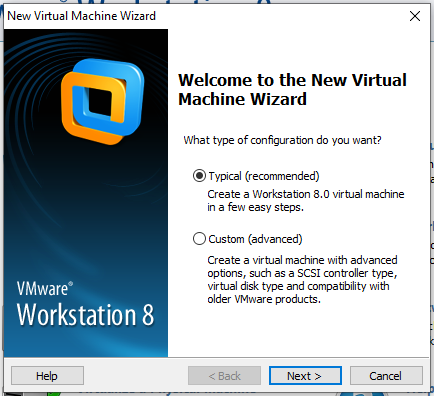 New Virtual Machine Wizard
Welcome to the New Virtual
Machine Wizard
What type of configuration do you want?
Typical (recommended)
Create a Workstation 8.0 virtual machine
in a few easy steps.
Custom (advanced)
Create a virtual machine with advanced
options, such as a SCSI controller type,
virtual disk type and compatibility with
older VMware products.
VMware®
Workstation 8
Help
< Back
Next >
Cancel